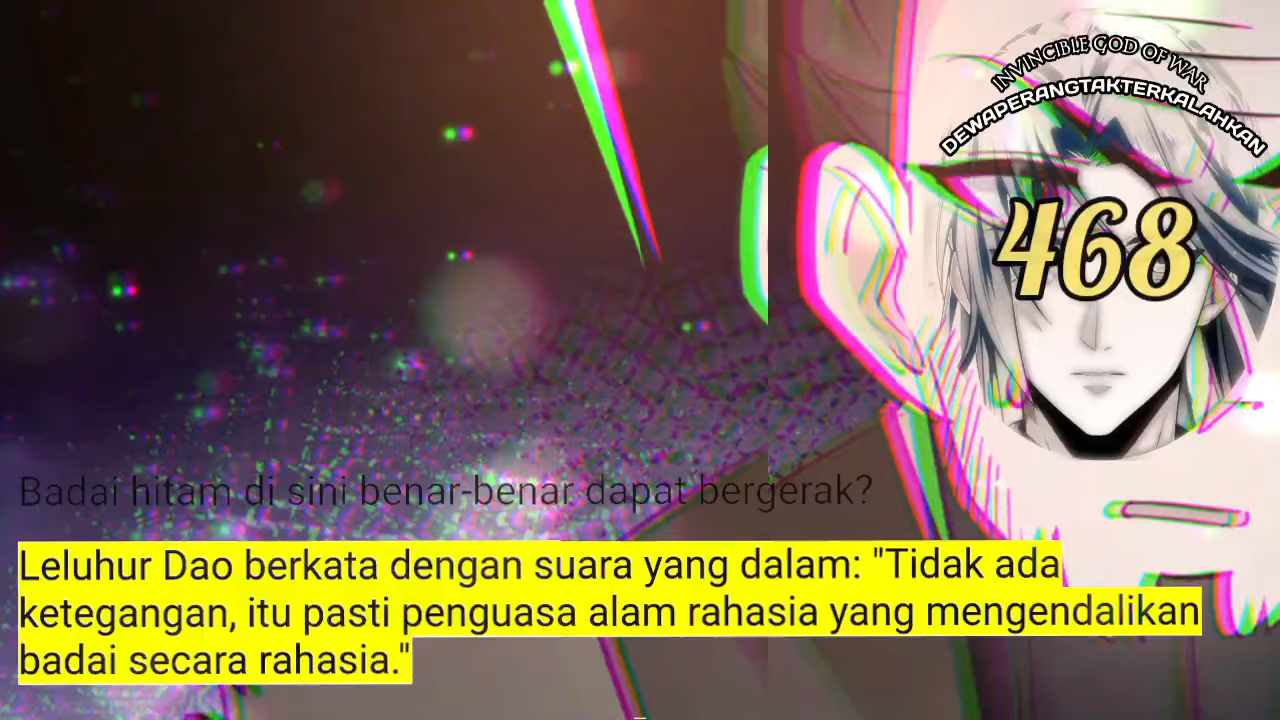 INVINCIBLE GOD OF WAR
DEWAPERANGTAKTERKALAHKAN
468
Badai hitam di sini benar-benar dapat bergerak?
Leluhur Dao berkata dengan suara yang dalam: "Tidak ada
ketegangan, itu pasti penguasa alam rahasia yang mengendalikan
badai secara rahasia."